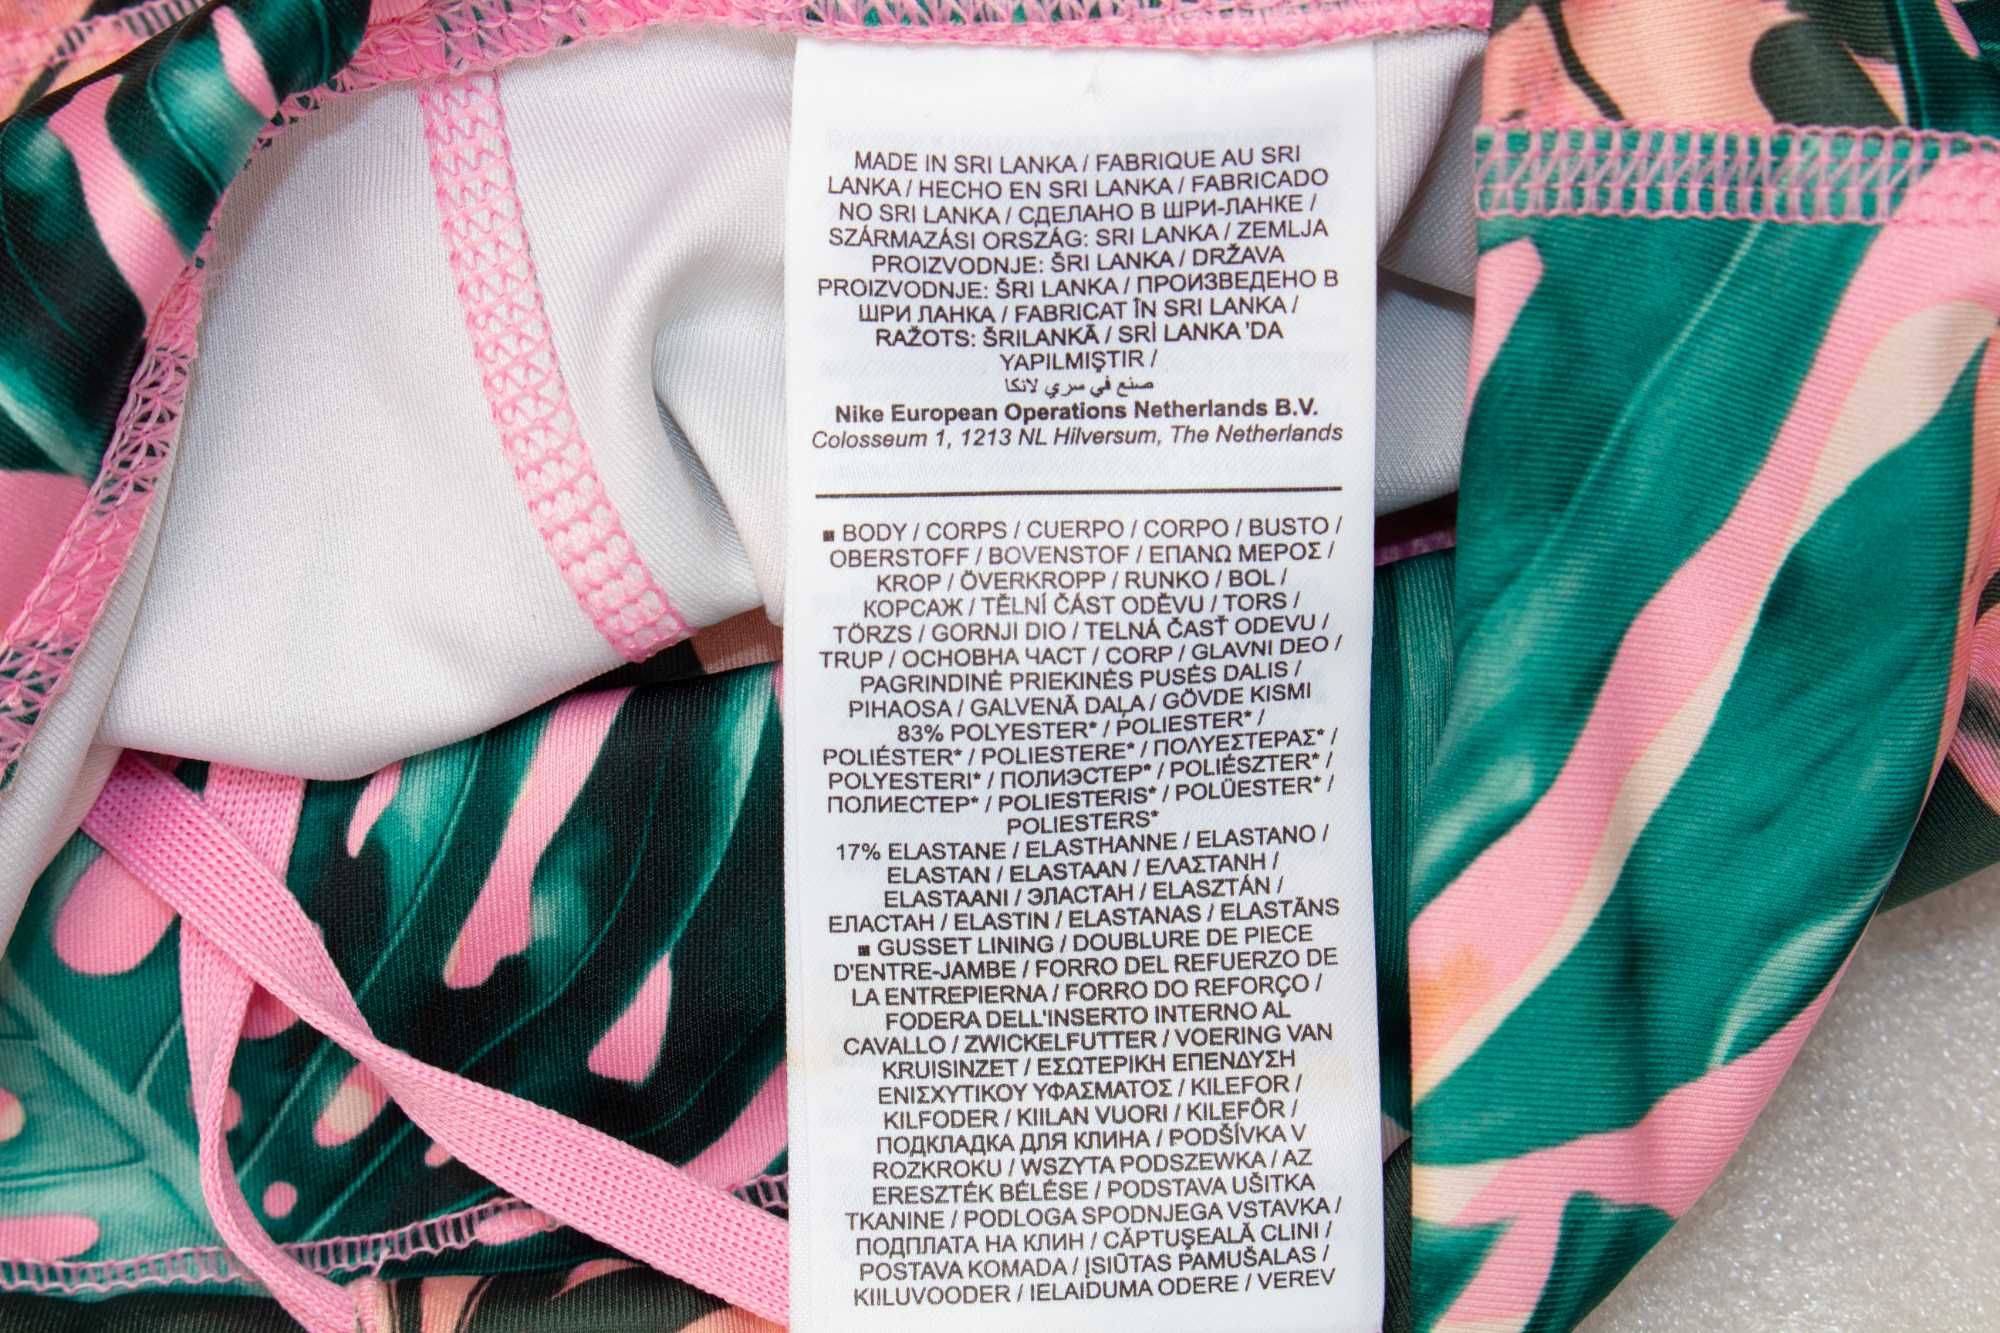 MADE IN SRI LANKA / FABRIQUE AU SRI
LANKA / HECHO EN SRI LANKA / FABRICADO
NO SRI LANKA / СДЕЛАНО В ШРИ-ЛАНКЕ /
SZÁRMAZÁSI ORSZÁG: SRI LANKA / ZEMLJA
PROIZVODNJE: ŠRI LANKA / DRŽAVA
PROIZVODNJE: ŠRI LANKA / ПРОИЗВЕДЕНО В
ШРИ ЛАНКА / FABRICAT ÎN SRI LANKA /
RAŽOTS: ŠRILANKĀ / SRİ LANKA 'DA
YAPILMIŞTIR /
صنع في سري لانكا
Nike European Operations Netherlands B.V.
Colosseum 1, 1213 NL Hilversum, The Netherlands
■ BODY / CORPS / CUERPO / CORPO / BUSTO /
OBERSTOFF / BOVENSTOF / ΕΠΑΝΩ ΜΕΡΟΣ /
KROP / ÖVERKROPP / RUNKO / BOL /
КОРСАЖ / TĚLNÍ ČÁST ODĚVU / TORS /
TÖRZS / GORNJI DIO / TELNÁ ČASŤ ODEVU /
TRUP / ОСНОВНА ЧАСТ / CORP / GLAVNI DEO /
PAGRINDINĖ PRIEKINĖS PUSĖS DALIS /
PIHAOSA / GALVENĀ DAĻA / GÖVDE KISMI
83% POLYESTER* / POLIESTER* /
POLIÉSTER* / POLIESTERE* / ΠΟΛΥΕΣΤΕΡΑΣ* /
POLYESTERI* / ПОЛИЭСТЕР* / POLIÉSZTER* /
ПОЛИЕСТЕР* / POLIESTERIS* / POLÜESTER* /
POLIESTERS*
17% ELASTANE / ELASTHANNE / ELASTANO /
ELASTAN / ELASTAAN / ΕΛΑΣΤΑΝΗ /
ELASTAANI / ЭЛАСТАН / ELASZTÁN /
ЕЛАСТАН / ELASTIN / ELASTANAS / ELASTĀNS
■ GUSSET LINING / DOUBLURE DE PIECE
D'ENTRE-JAMBE / FORRO DEL REFUERZO DE
LA ENTREPIERNA / FORRO DO REFORÇO /
FODERA DELL'INSERTO INTERNO AL
CAVALLO / ZWICKELFUTTER / VOERING VAN
KRUISINZET / ΕΣΩΤΕΡΙΚΗ ΕΠΕΝΔΥΣΗ
ΕΝΙΣΧΥΤΙΚΟΥ ΥΦΑΣΜΑΤΟΣ / KILEFOR /
KILFODER / KIILAN VUORI / KILEFÔR /
ПОДКЛАДКА ДЛЯ КЛИНА / PODŠÍVKA V
ROZKROKU / WSZYTA PODSZEWKA / AZ
ERESZTÉK BÉLÉSE / PODSTAVA UŠITKA
TKANINE / PODLOGA SPODNJEGA VSTAVKA /
ПОДПЛАТА НА КЛИН / CĂPTUŞEALĂ CLINI /
POSTAVA KOMADA / ĮSIŪTAS PAMUŠALAS /
KIILUVOODER / IELAIDUMA ODERE / VEREV